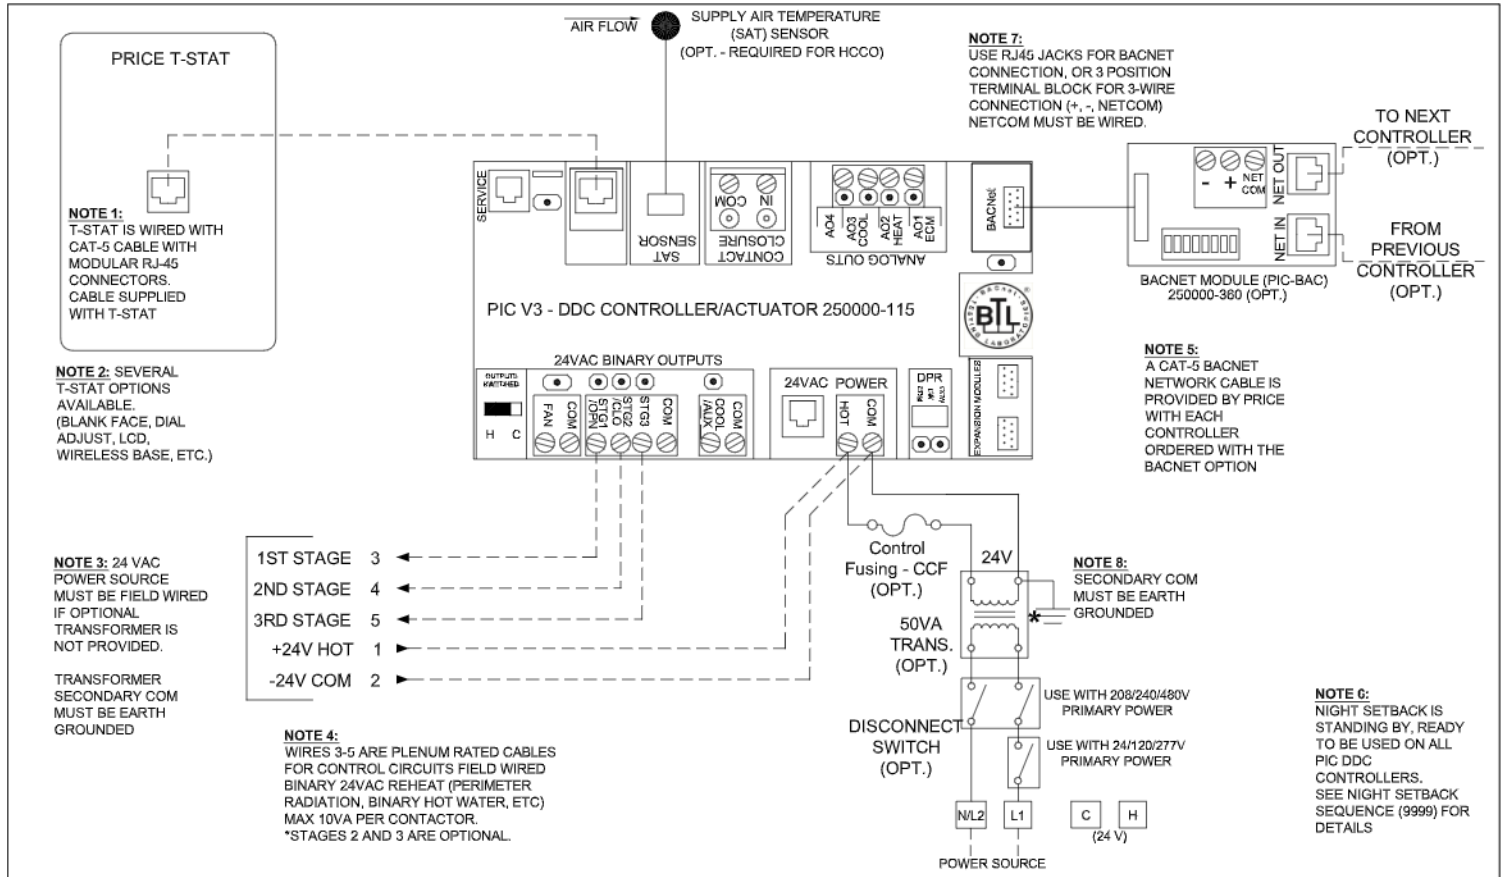 AIR FLOW
SUPPLY AIR TEMPERATURE
(SAT) SENSOR
(OPT. - REQUIRED FOR HCCO)
PRICE T-STAT
NOTE 1:
T-STAT IS WIRED WITH
CAT-5 CABLE WITH
MODULAR RJ-45
CONNECTORS.
CABLE SUPPLIED
WITH T-STAT
NOTE 2: SEVERAL
T-STAT OPTIONS
AVAILABLE.
(BLANK FACE, DIAL
ADJUST, LCD,
WIRELESS BASE, ETC.)
NOTE 7:
USE RJ45 JACKS FOR BACNET
CONNECTION, OR 3 POSITION
TERMINAL BLOCK FOR 3-WIRE
CONNECTION (+, -, NETCOM)
NETCOM MUST BE WIRED.
TO NEXT
CONTROLLER
(OPT.)
FROM
PREVIOUS
CONTROLLER
(OPT.)
- +
NET
COM
NET OUT
NET IN
BACNET MODULE (PIC-BAC)
250000-360 (OPT.)
SERVICE
SAT
SENSOR
COM
IN
CONTACT
CLOSURE
AO4
AO3
COOL
AO2
HEAT
AO1
ECM
ANALOG OUTS
BACNet
PIC V3 - DDC CONTROLLER/ACTUATOR 250000-115
BACnet
TESTING LABORATORIES
BTL
®
24VAC BINARY OUTPUTS
OUTPUTS
H C
FAN
COM
STG1
/OPN
STG2
/CLO
STG3
COM
COOL
/AUX
COM
24VAC POWER
HOT
COM
DPR
EXPANSION MODULES
NOTE 5:
A CAT-5 BACNET
NETWORK CABLE IS
PROVIDED BY PRICE
WITH EACH
CONTROLLER
ORDERED WITH THE
BACNET OPTION
NOTE 3: 24 VAC
POWER SOURCE
MUST BE FIELD WIRED
IF OPTIONAL
TRANSFORMER IS
NOT PROVIDED.
TRANSFORMER
SECONDARY COM
MUST BE EARTH
GROUNDED
1ST STAGE 3
2ND STAGE 4
3RD STAGE 5
+24V HOT 1
-24V COM 2
NOTE 4:
WIRES 3-5 ARE PLENUM RATED CABLES
FOR CONTROL CIRCUITS FIELD WIRED
BINARY 24VAC REHEAT (PERIMETER
RADIATION, BINARY HOT WATER, ETC)
MAX 10VA PER CONTACTOR.
*STAGES 2 AND 3 ARE OPTIONAL.
Control
Fusing - CCF
(OPT.)
24V
50VA
TRANS.
(OPT.)
*
NOTE 8:
SECONDARY COM
MUST BE EARTH
GROUNDED
DISCONNECT
SWITCH
(OPT.)
USE WITH 208/240/480V
PRIMARY POWER
USE WITH 24/120/277V
PRIMARY POWER
N/L2
L1
C
H
(24 V)
POWER SOURCE
NOTE 6:
NIGHT SETBACK IS
STANDING BY, READY
TO BE USED ON ALL
PIC DDC
CONTROLLERS.
SEE NIGHT SETBACK
SEQUENCE (9999) FOR
DETAILS